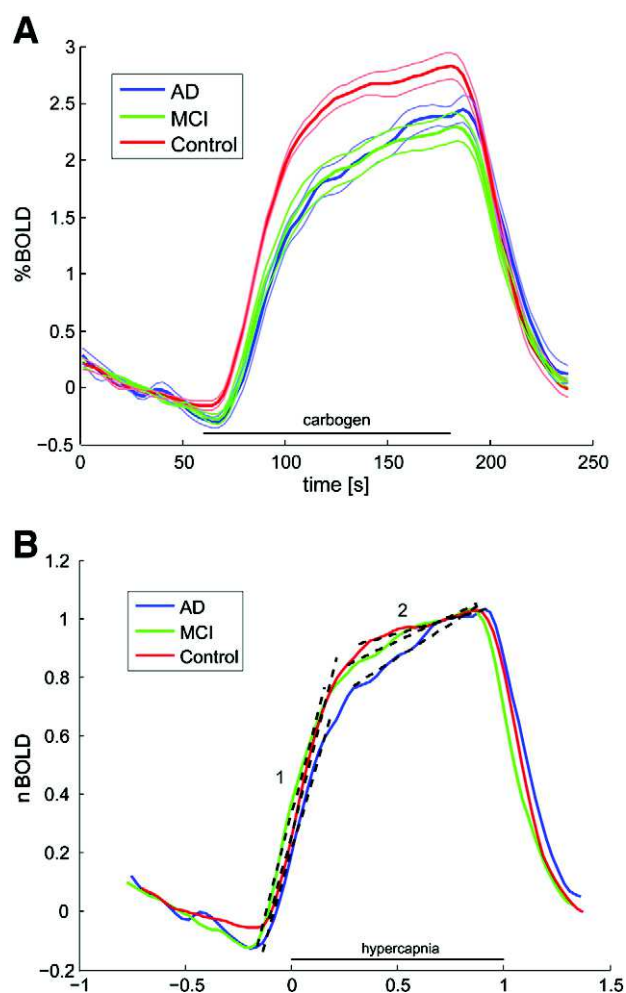 A
3
2.5
2
1.5
1
0.5
0
−0.5
%BOLD
AD
MCI
Control
carbogen
0 50 100 150 200 250
time [s]
B
1.2
1
0.8
0.6
0.4
0.2
0
−0.2
nBOLD
AD
MCI
Control
1
2
hypercapnia
−1 −0.5 0 0.5 1 1.5